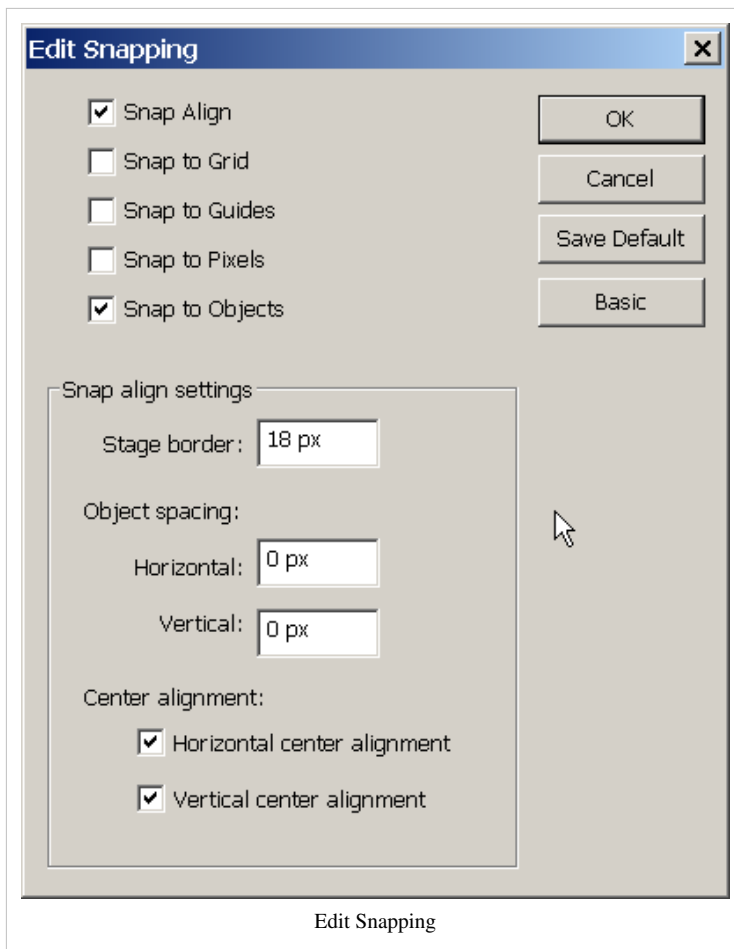 Edit Snapping
Snap Align
Snap to Grid
Snap to Guides
Snap to Pixels
Snap to Objects
OK
Cancel
Save Default
Basic
Snap align settings
Stage border: 18 px
Object spacing:
Horizontal: 0 px
Vertical: 0 px
Center alignment:
Horizontal center alignment
Vertical center alignment
Edit Snapping